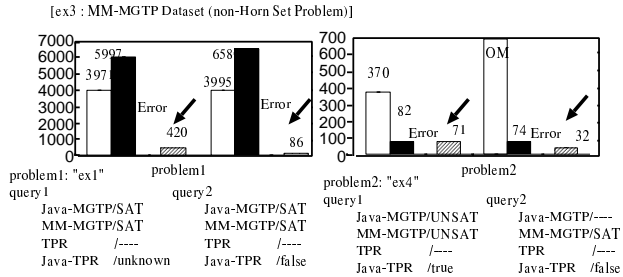 [ex3 : MM-MGTP Dataset (non-Horn Set Problem)]
7000
6000
5000
4000
3000
2000
1000
0
5997
3971
Error
420
658
3995
Error
86
problem1
700
600
500
400
300
200
100
0
370
82
Error
71
OM
74
Error
32
problem2
problem1: "ex1"
query1
Java-MGTP/SAT
MM-MGTP/SAT
TPR /----
Java-TPR /unknown
query2
Java-MGTP/SAT
MM-MGTP/SAT
TPR /----
Java-TPR /false
problem2: "ex4"
query1
Java-MGTP/UNSAT
MM-MGTP/UNSAT
TPR /----
Java-TPR /true
query2
Java-MGTP/----
MM-MGTP/SAT
TPR /----
Java-TPR /false